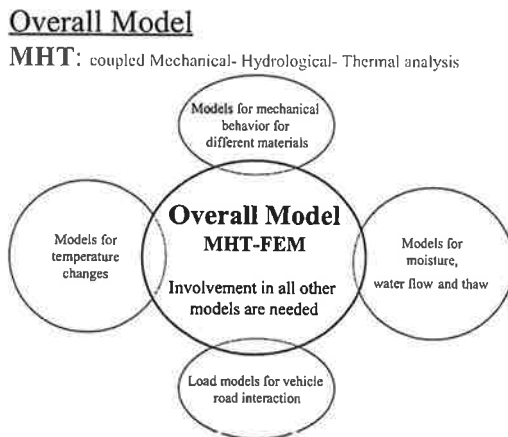 Overall Model
MHT: coupled Mechanical- Hydrological- Thermal analysis
Models for mechanical
behavior for
different materials
Overall Model
MHT-FEM
Models for
temperature
changes
Models for
moisture,
water flow and thaw
Involvement in all other
models are needed
Load models for vehicle
road interaction